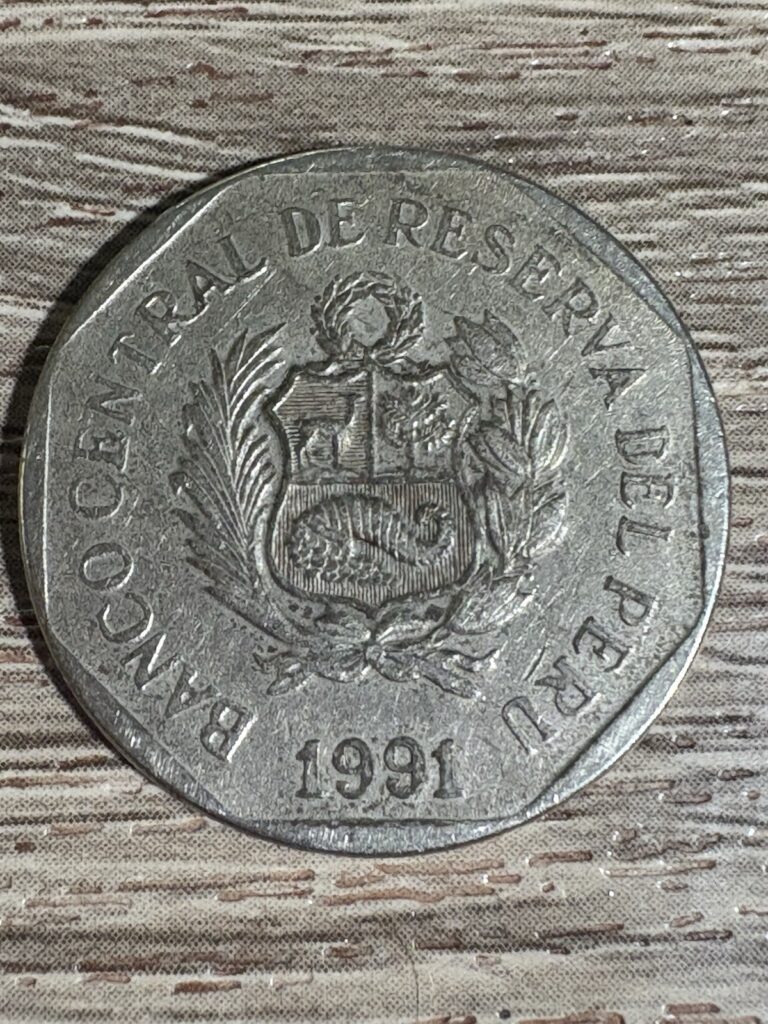 BANCO CENTRAL DE RESERVA DEL PERU
1991